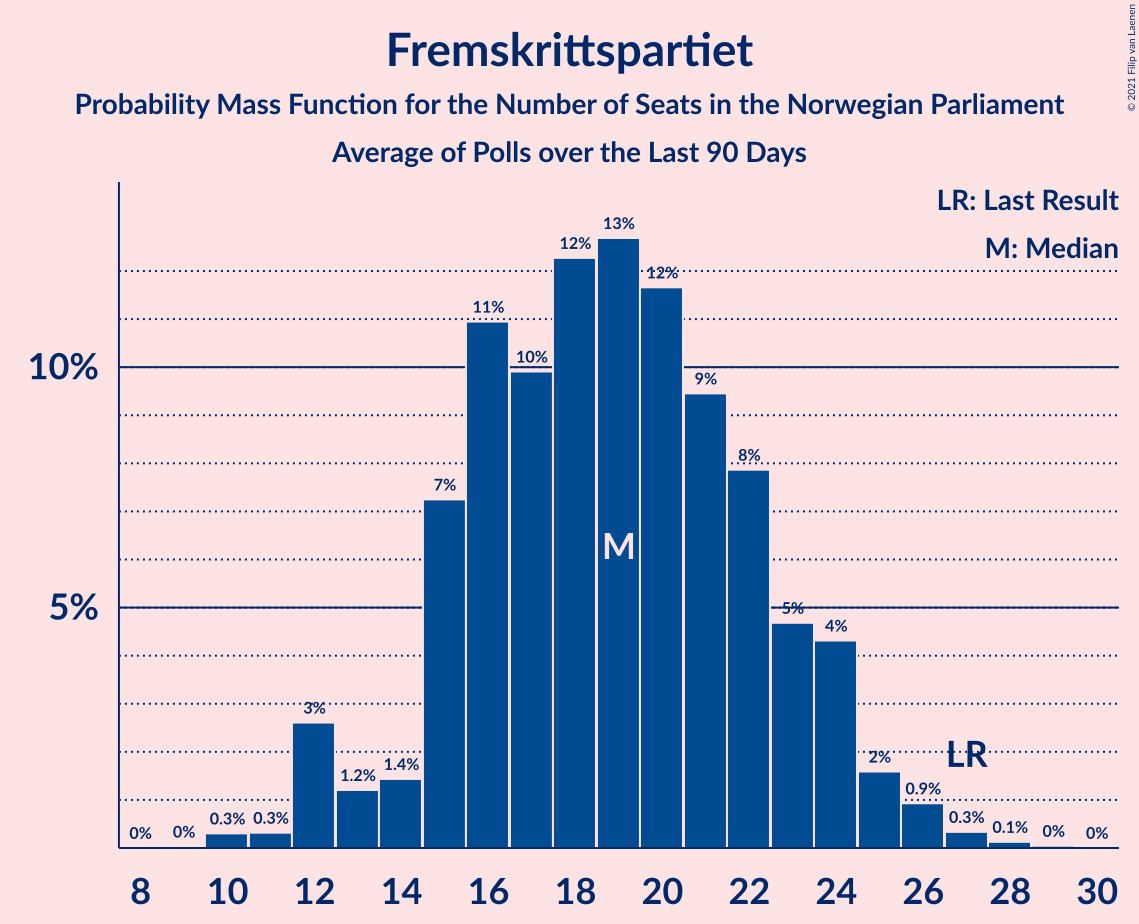 Fremskrittspartiet
Probability Mass Function for the Number of Seats in the Norwegian Parliament
Average of Polls over the Last 90 Days
© 2021 Filip van Laenen
LR: Last Result
M: Median
10%
5%
0% 0% 0.3% 0.3% 3% 1.2% 1.4% 7% 11% 10% 12% 13% 12% 9% 8% 5% 4% 2% 0.9% 0.3% 0.1% 0% 0%
M
LR
8 10 12 14 16 18 20 22 24 26 28 30